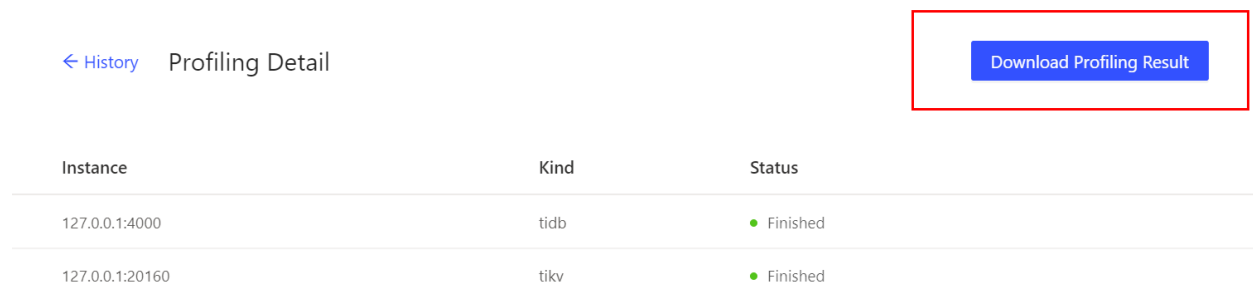 ← History Profiling Detail Download Profiling Result
Instance Kind Status
127.0.0.1:4000 tidb Finished
127.0.0.1:20160 tikv Finished